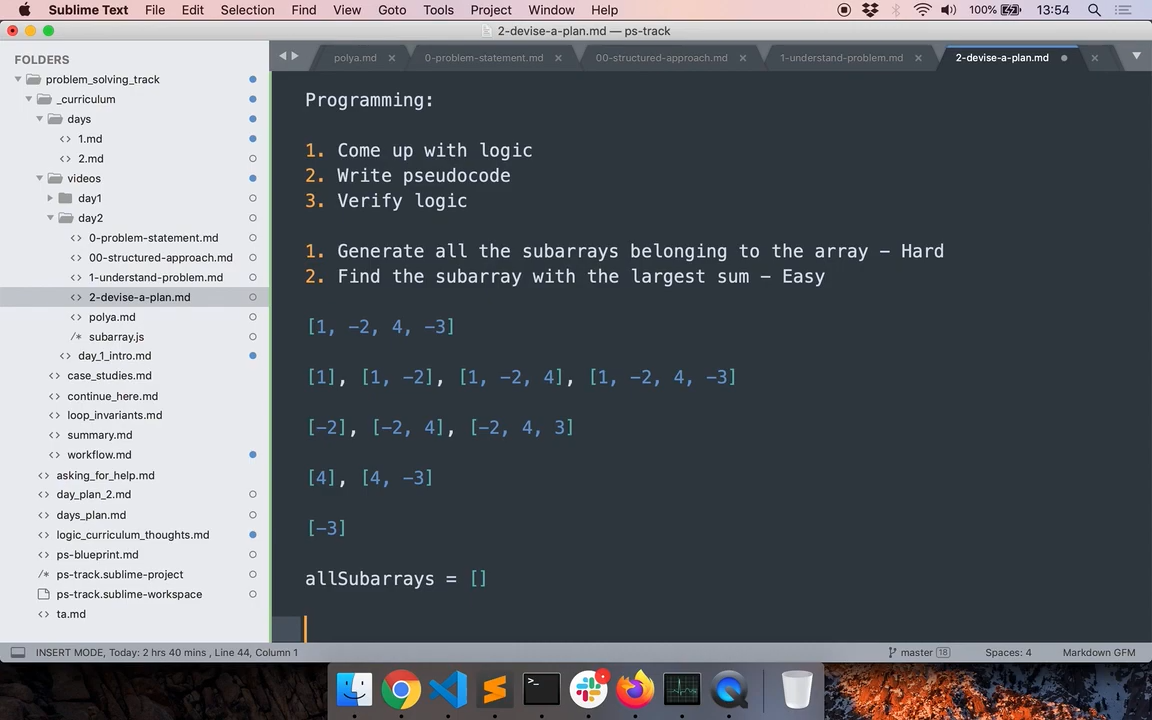 Sublime Text File Edit Selection Find View Goto Tools Project Window Help 100% 13:54
2-devise-a-plan.md — ps-track
FOLDERS
problem_solving_track
_curriculum
days
1.md
2.md
videos
day1
day2
0-problem-statement.md
00-structured-approach.md
1-understand-problem.md
2-devise-a-plan.md
polya.md
subarray.js
day_1_intro.md
case_studies.md
continue_here.md
loop_invariants.md
summary.md
workflow.md
asking_for_help.md
day_plan_2.md
days_plan.md
logic_curriculum_thoughts.md
ps-blueprint.md
ps-track.sublime-project
ps-track.sublime-workspace
ta.md
polya.md 0-problem-statement.md 00-structured-approach.md 1-understand-problem.md 2-devise-a-plan.md
Programming:
1. Come up with logic
2. Write pseudocode
3. Verify logic
1. Generate all the subarrays belonging to the array - Hard
2. Find the subarray with the largest sum - Easy
[1, -2, 4, -3]
[1], [1, -2], [1, -2, 4], [1, -2, 4, -3]
[-2], [-2, 4], [-2, 4, 3]
[4], [4, -3]
[-3]
allSubarrays = []
INSERT MODE, Today: 2 hrs 40 mins , Line 44, Column 1 master 18 Spaces: 4 Markdown GFM